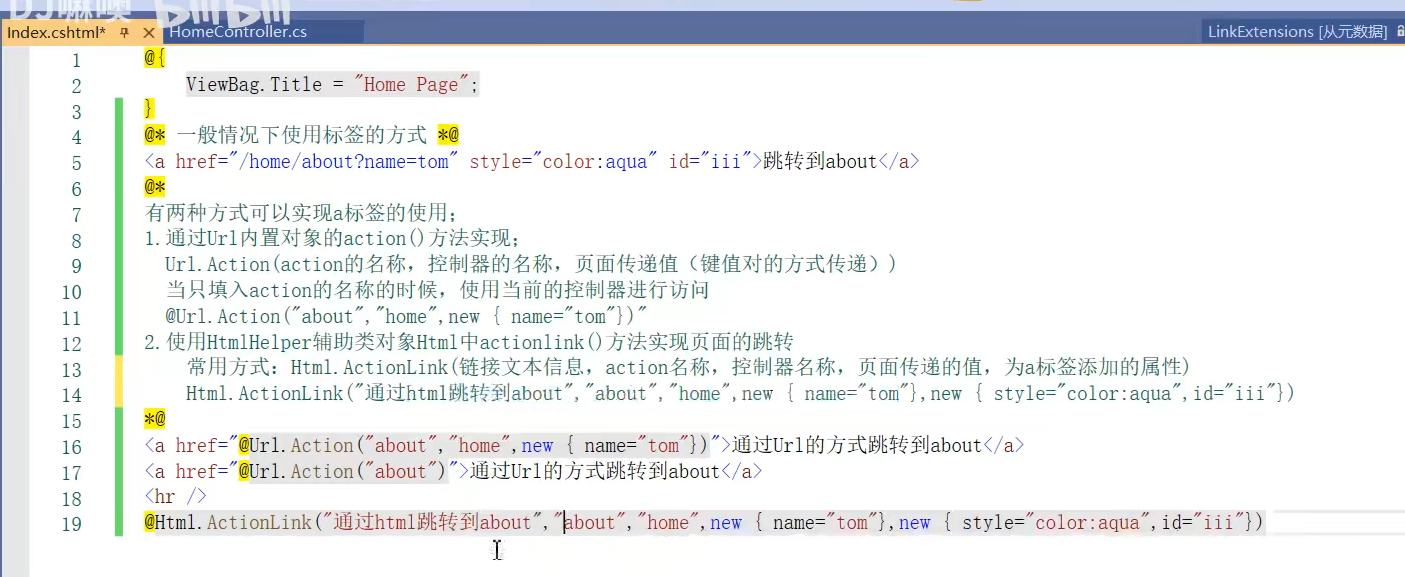 DJ嘛噢 bilibili
Index.cshtml* HomeController.cs LinkExtensions [从元数据]
1 @{
2 ViewBag.Title = "Home Page";
3 }
4 @* 一般情况下使用标签的方式 *@
5 <a href="/home/about?name=tom" style="color:aqua" id="iii">跳转到about</a>
6 @*
7 有两种方式可以实现a标签的使用;
8 1.通过Url内置对象的action()方法实现;
9 Url.Action(action的名称，控制器的名称，页面传递值（键值对的方式传递）)
10 当只填入action的名称的时候，使用当前的控制器进行访问
11 @Url.Action("about","home",new { name="tom"})"
12 2.使用HtmlHelper辅助类对象Html中actionlink()方法实现页面的跳转
13 常用方式：Html.ActionLink(链接文本信息，action名称，控制器名称，页面传递的值，为a标签添加的属性)
14 Html.ActionLink("通过html跳转到about","about","home",new { name="tom"},new { style="color:aqua",id="iii"})
15 *@
16 <a href="@Url.Action("about","home",new { name="tom"})">通过Url的方式跳转到about</a>
17 <a href="@Url.Action("about")">通过Url的方式跳转到about</a>
18 <hr />
19 @Html.ActionLink("通过html跳转到about","about","home",new { name="tom"},new { style="color:aqua",id="iii"})